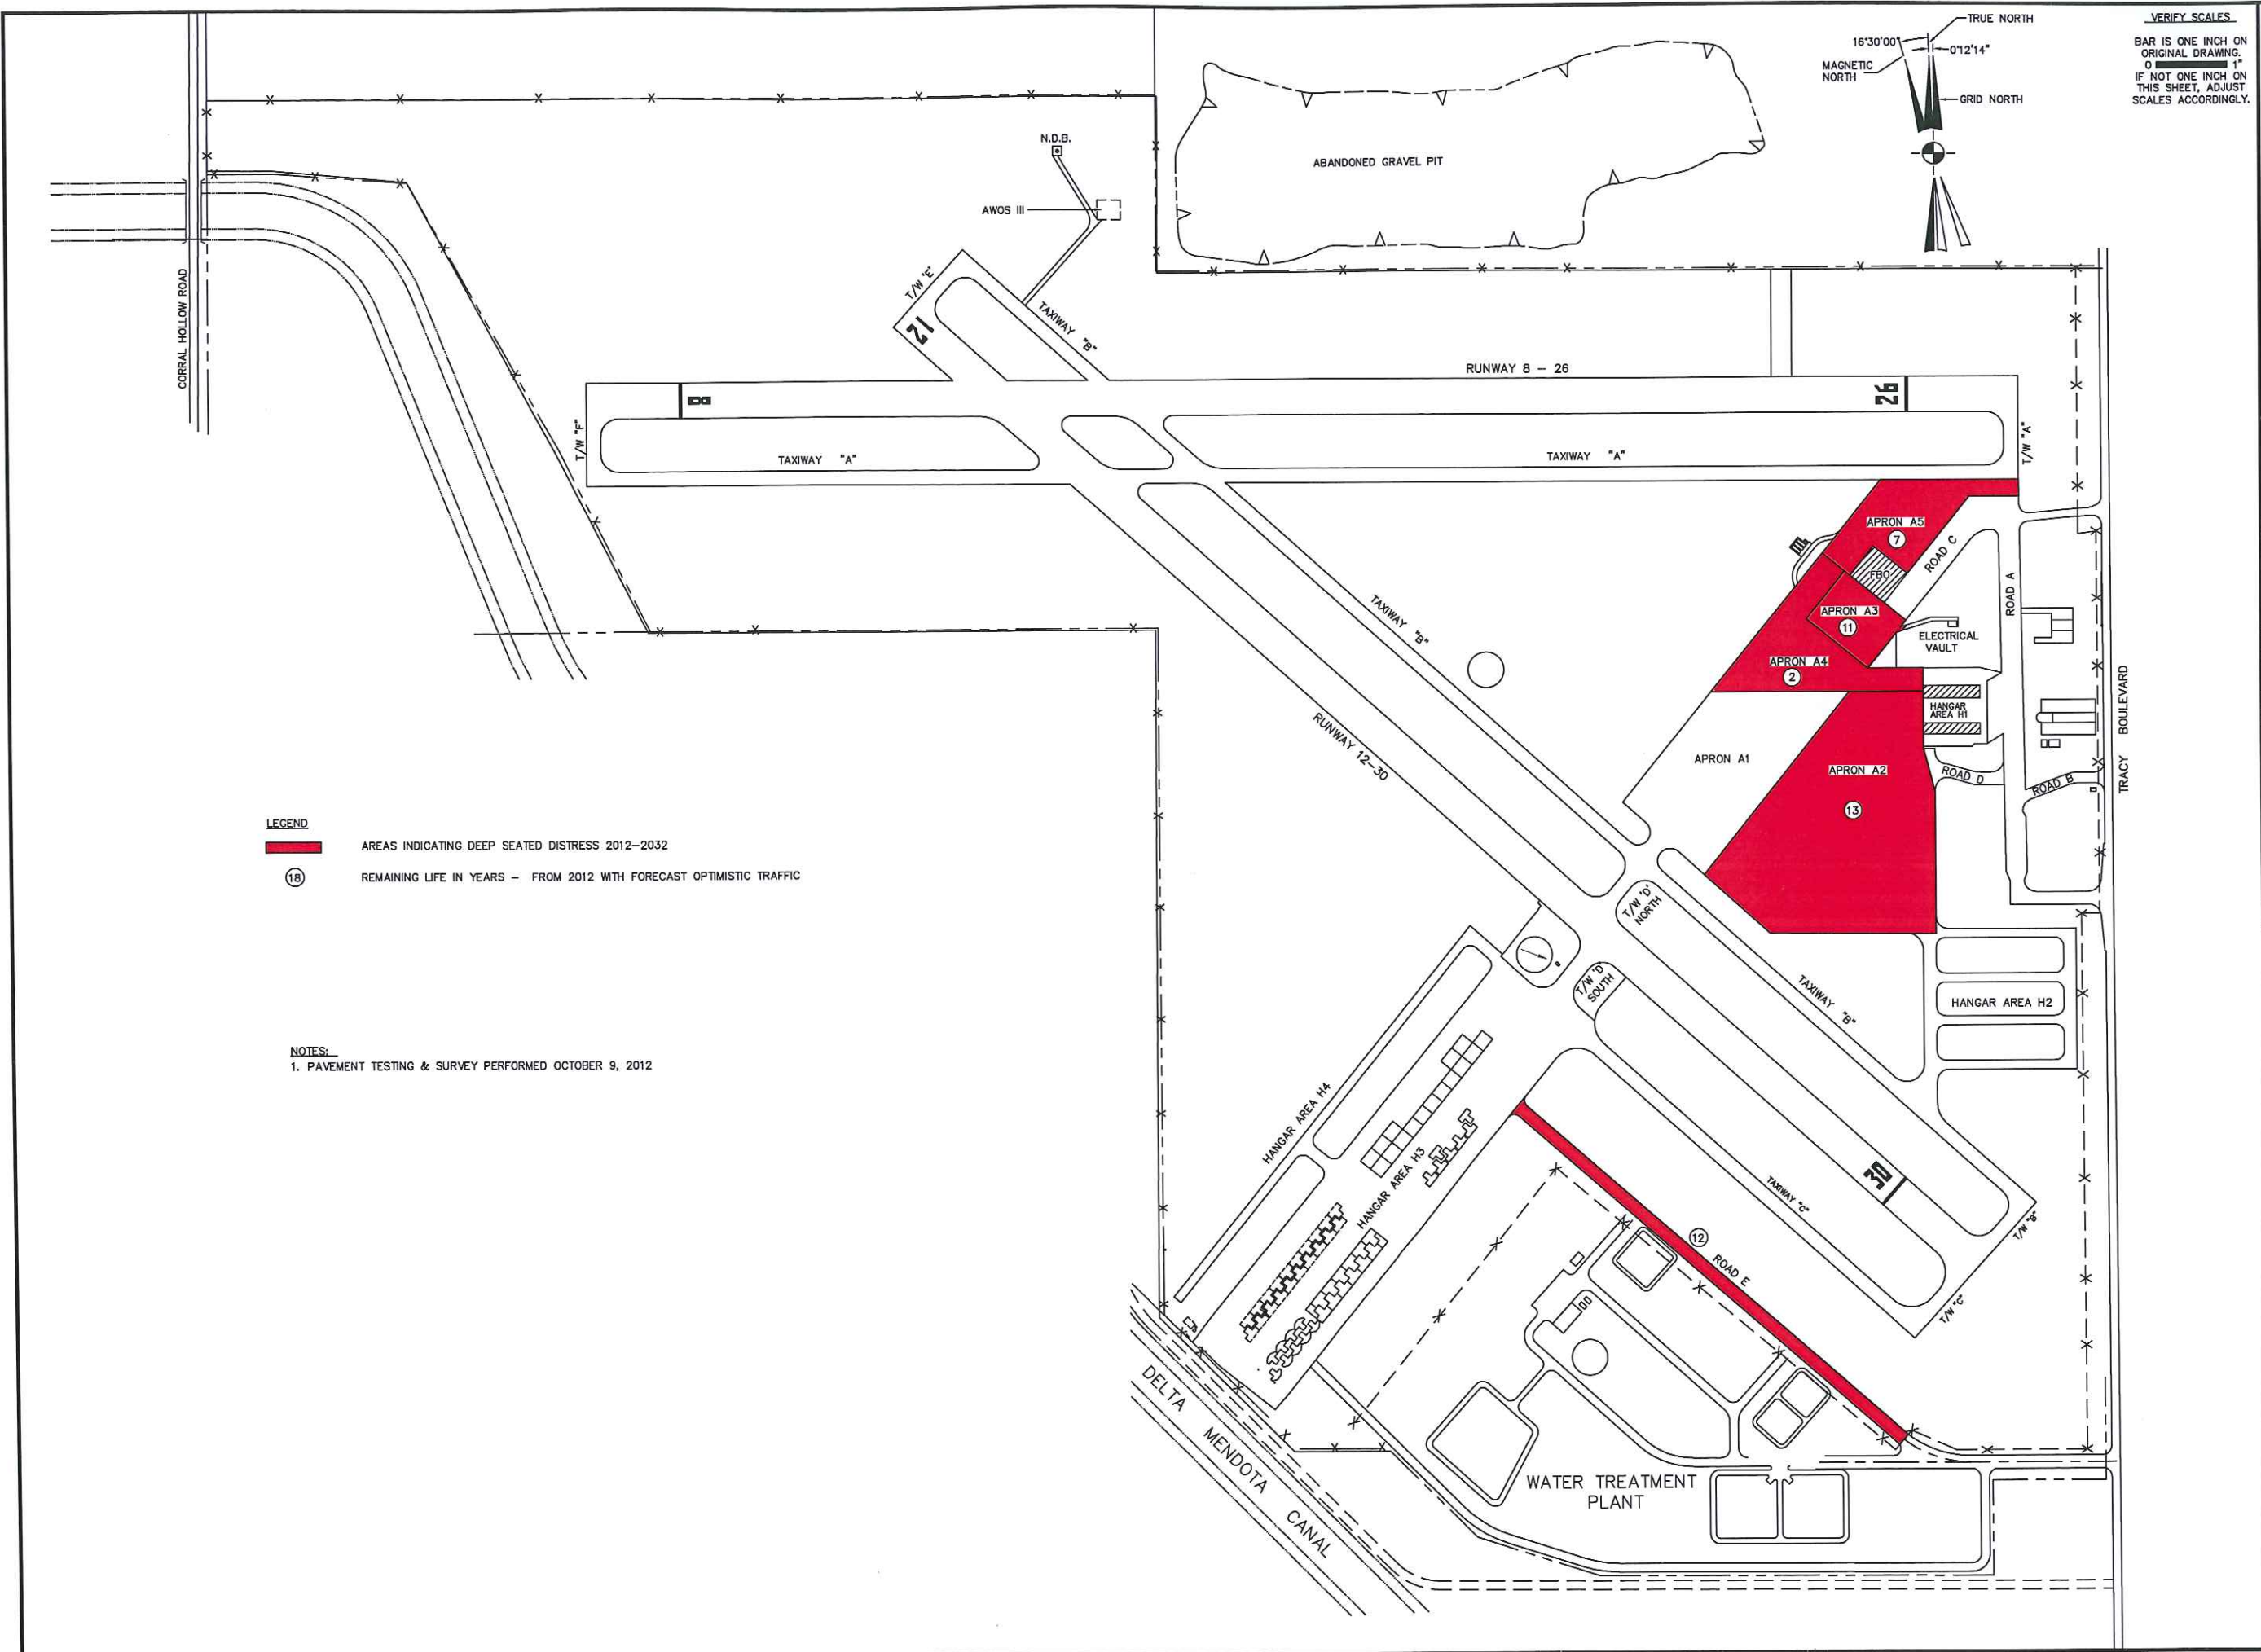 TRUE NORTH
16°30'00"
0°12'14"
MAGNETIC
NORTH
GRID NORTH
VERIFY SCALES
BAR IS ONE INCH ON
ORIGINAL DRAWING.
0 1"
IF NOT ONE INCH ON
THIS SHEET, ADJUST
SCALES ACCORDINGLY.
N.D.B.
ABANDONED GRAVEL PIT
AWOS III
CORRAL HOLLOW ROAD
T/W 'E'
12
TAXIWAY "B"
RUNWAY 8 – 26
8
26
T/W "F"
TAXIWAY "A"
TAXIWAY "A"
T/W "A"
APRON A5
7
FBO
ROAD C
ROAD A
APRON A3
11
ELECTRICAL
VAULT
TAXIWAY "B"
APRON A4
2
HANGAR
AREA H1
TRACY BOULEVARD
RUNWAY 12–30
APRON A1
APRON A2
13
ROAD D
ROAD B
LEGEND
AREAS INDICATING DEEP SEATED DISTRESS 2012–2032
18
REMAINING LIFE IN YEARS – FROM 2012 WITH FORECAST OPTIMISTIC TRAFFIC
T/W 'D'
NORTH
T/W 'D'
SOUTH
TAXIWAY "B"
HANGAR AREA H2
NOTES:
1. PAVEMENT TESTING & SURVEY PERFORMED OCTOBER 9, 2012
HANGAR AREA H4
HANGAR AREA H3
30
TAXIWAY "C"
T/W "B"
12
ROAD E
T/W "C"
DELTA MENDOTA CANAL
WATER TREATMENT
PLANT